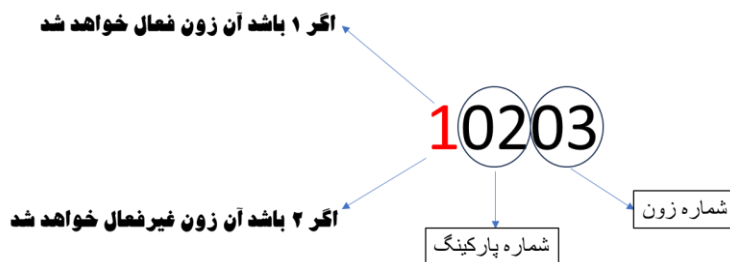 اگر ۱ باشد آن زون فعال خواهد شد
10203
شماره زون
اگر ۲ باشد آن زون غیرفعال خواهد شد
شماره پارکینگ